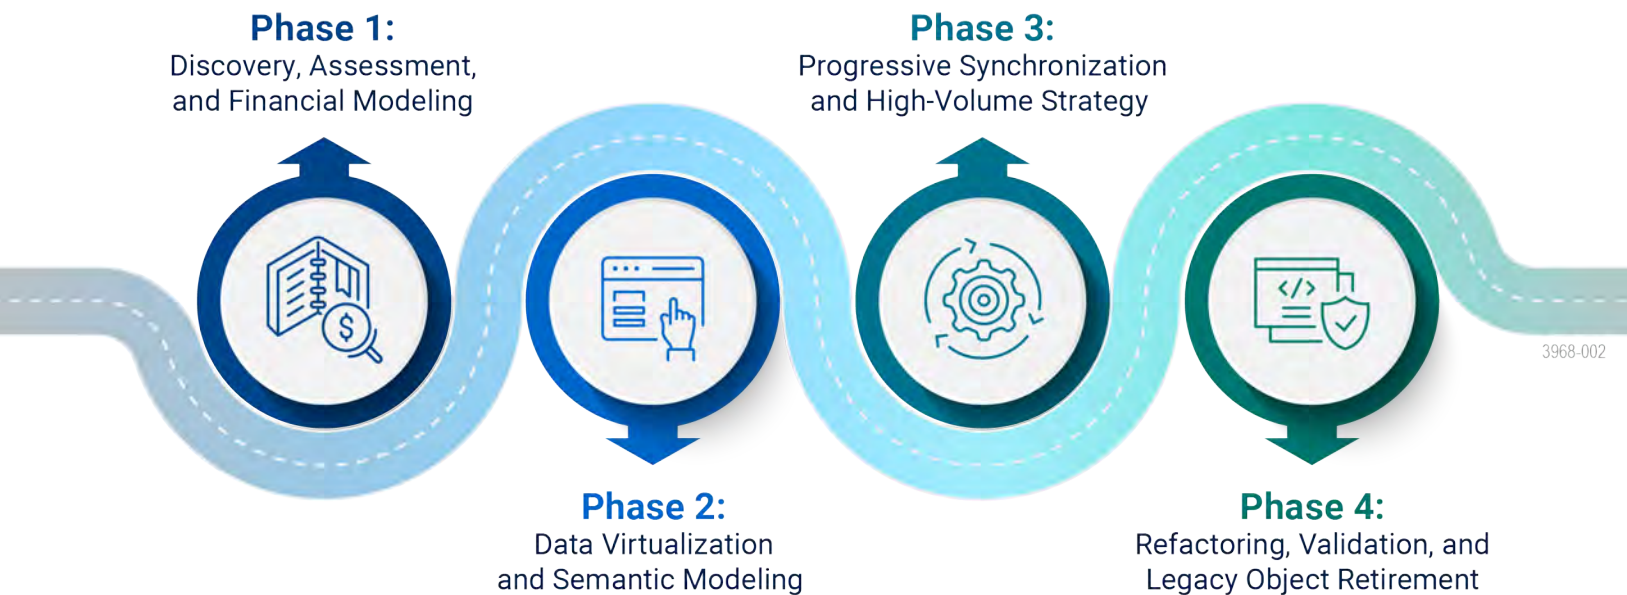 Phase 1:
Discovery, Assessment,
and Financial Modeling
Phase 2:
Data Virtualization
and Semantic Modeling
Phase 3:
Progressive Synchronization
and High-Volume Strategy
Phase 4:
Refactoring, Validation, and
Legacy Object Retirement
$
</>
3968-002